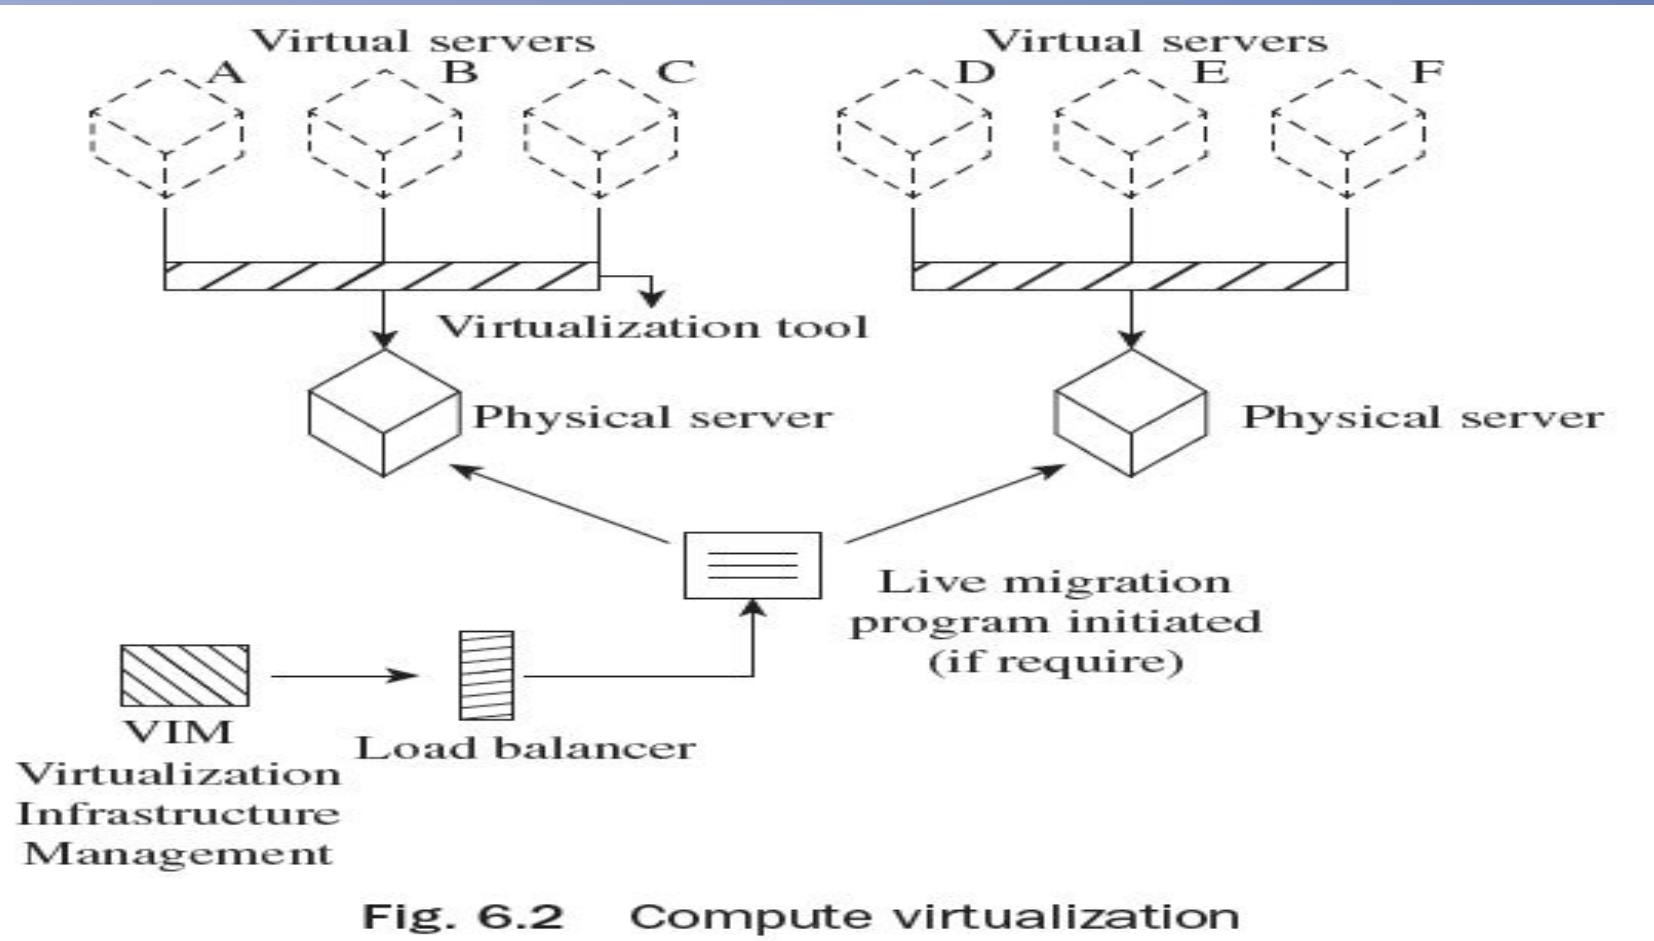 Virtual servers
A B C
Virtual servers
D E F
Virtualization tool
Physical server
Physical server
Live migration
program initiated
(if require)
VIM
Virtualization
Infrastructure
Management
Load balancer
Fig. 6.2 Compute virtualization